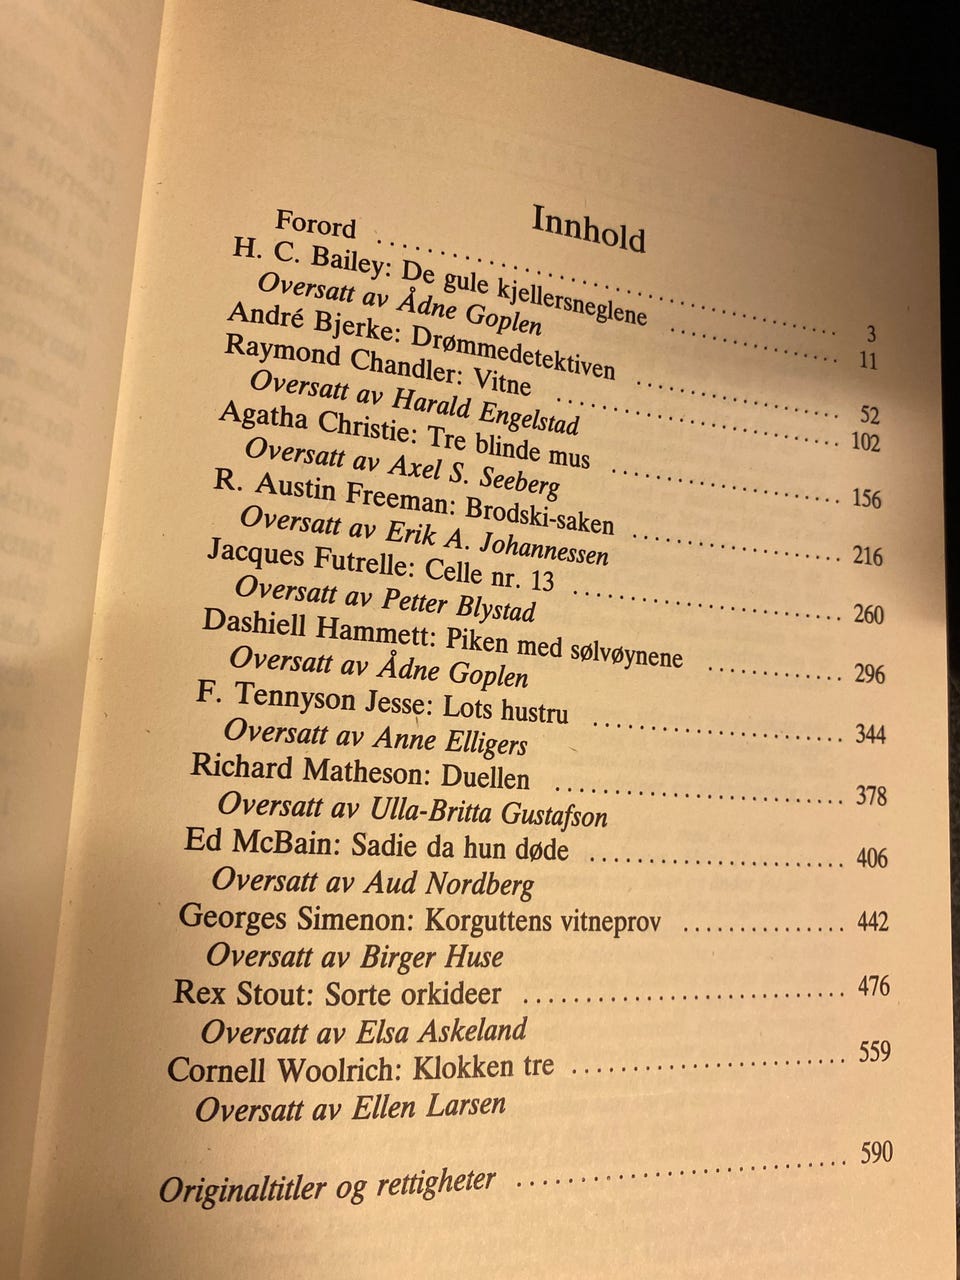 Innhold
Forord .......... 3
H. C. Bailey: De gule kjellersneglene .......... 11
Oversatt av Ådne Goplen
André Bjerke: Drømmedetektiven .......... 52
Raymond Chandler: Vitne .......... 102
Oversatt av Harald Engelstad
Agatha Christie: Tre blinde mus .......... 156
Oversatt av Axel S. Seeberg
R. Austin Freeman: Brodski-saken .......... 216
Oversatt av Erik A. Johannessen
Jacques Futrelle: Celle nr. 13 .......... 260
Oversatt av Petter Blystad
Dashiell Hammett: Piken med sølvøynene .......... 296
Oversatt av Ådne Goplen
F. Tennyson Jesse: Lots hustru .......... 344
Oversatt av Anne Elligers
Richard Matheson: Duellen .......... 378
Oversatt av Ulla-Britta Gustafson
Ed McBain: Sadie da hun døde .......... 406
Oversatt av Aud Nordberg
Georges Simenon: Korguttens vitneprov .......... 442
Oversatt av Birger Huse
Rex Stout: Sorte orkideer .......... 476
Oversatt av Elsa Askeland
Cornell Woolrich: Klokken tre .......... 559
Oversatt av Ellen Larsen
Originaltitler og rettigheter .......... 590